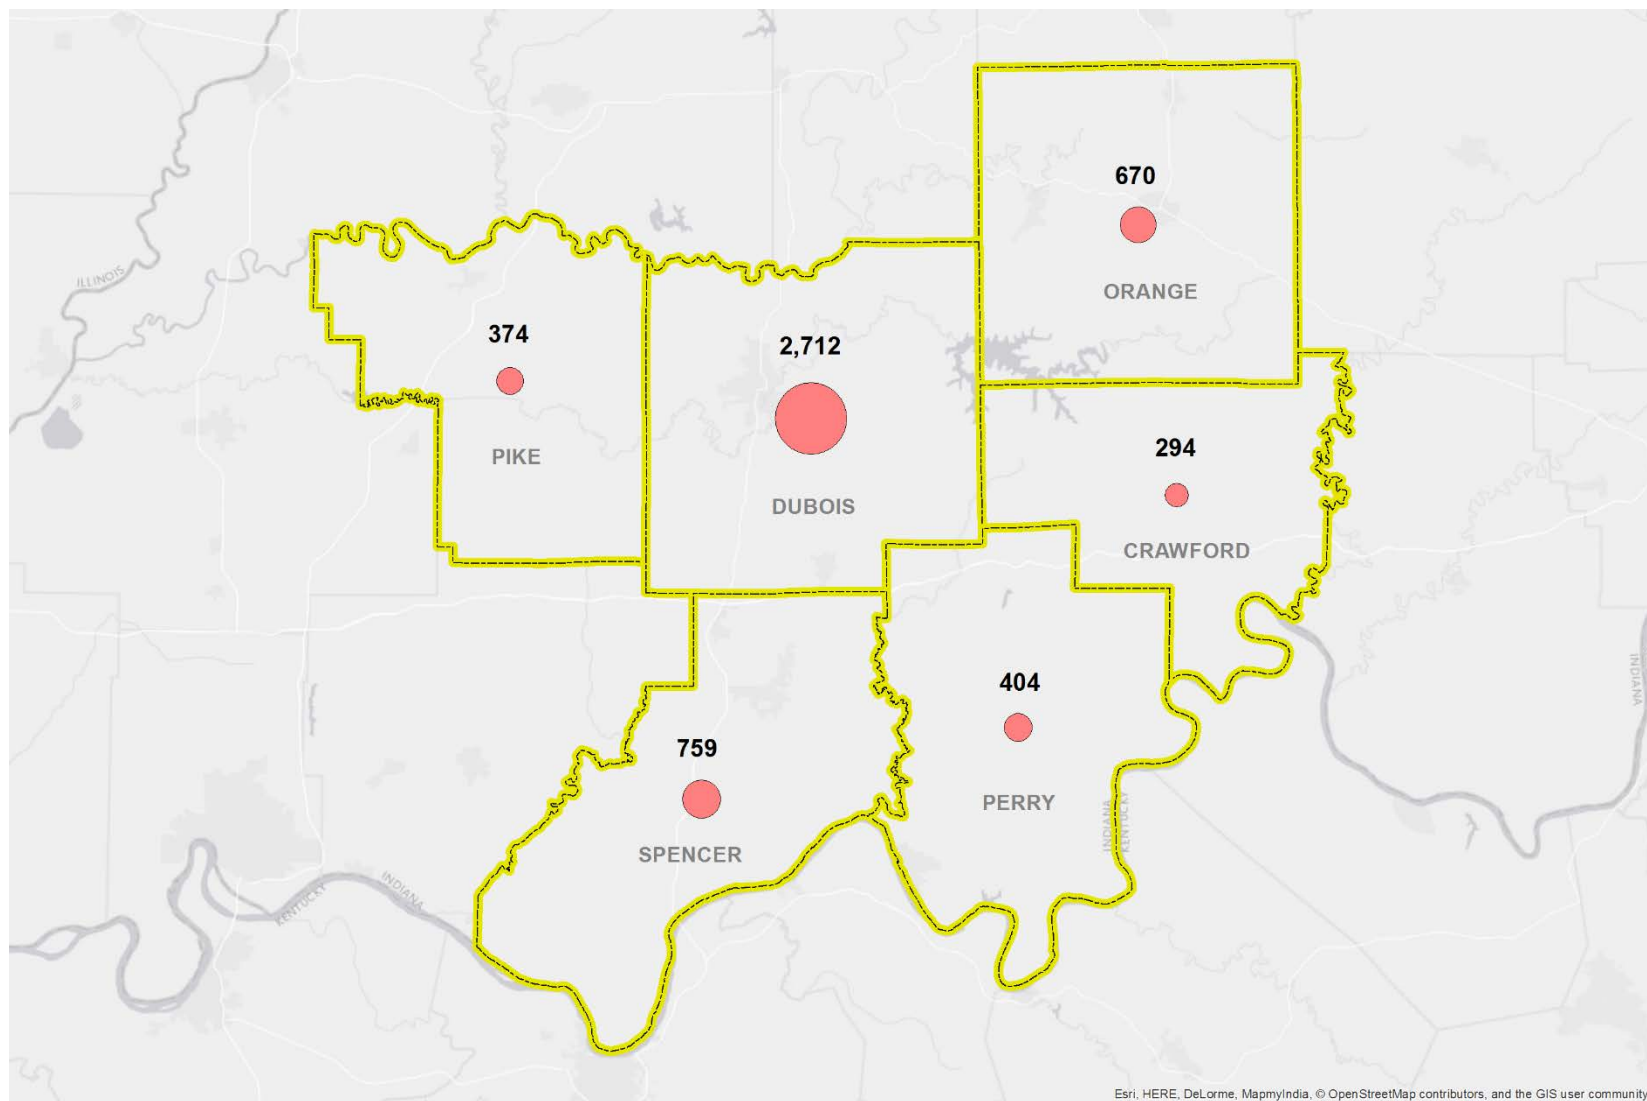 670
ORANGE
ILLINOIS
374
2,712
PIKE
294
DUBOIS
CRAWFORD
INDIANA
404
759
PERRY
INDIANA
KENTUCKY
SPENCER
INDIANA
KENTUCKY
Esri, HERE, DeLorme, MapmyIndia, © OpenStreetMap contributors, and the GIS user community